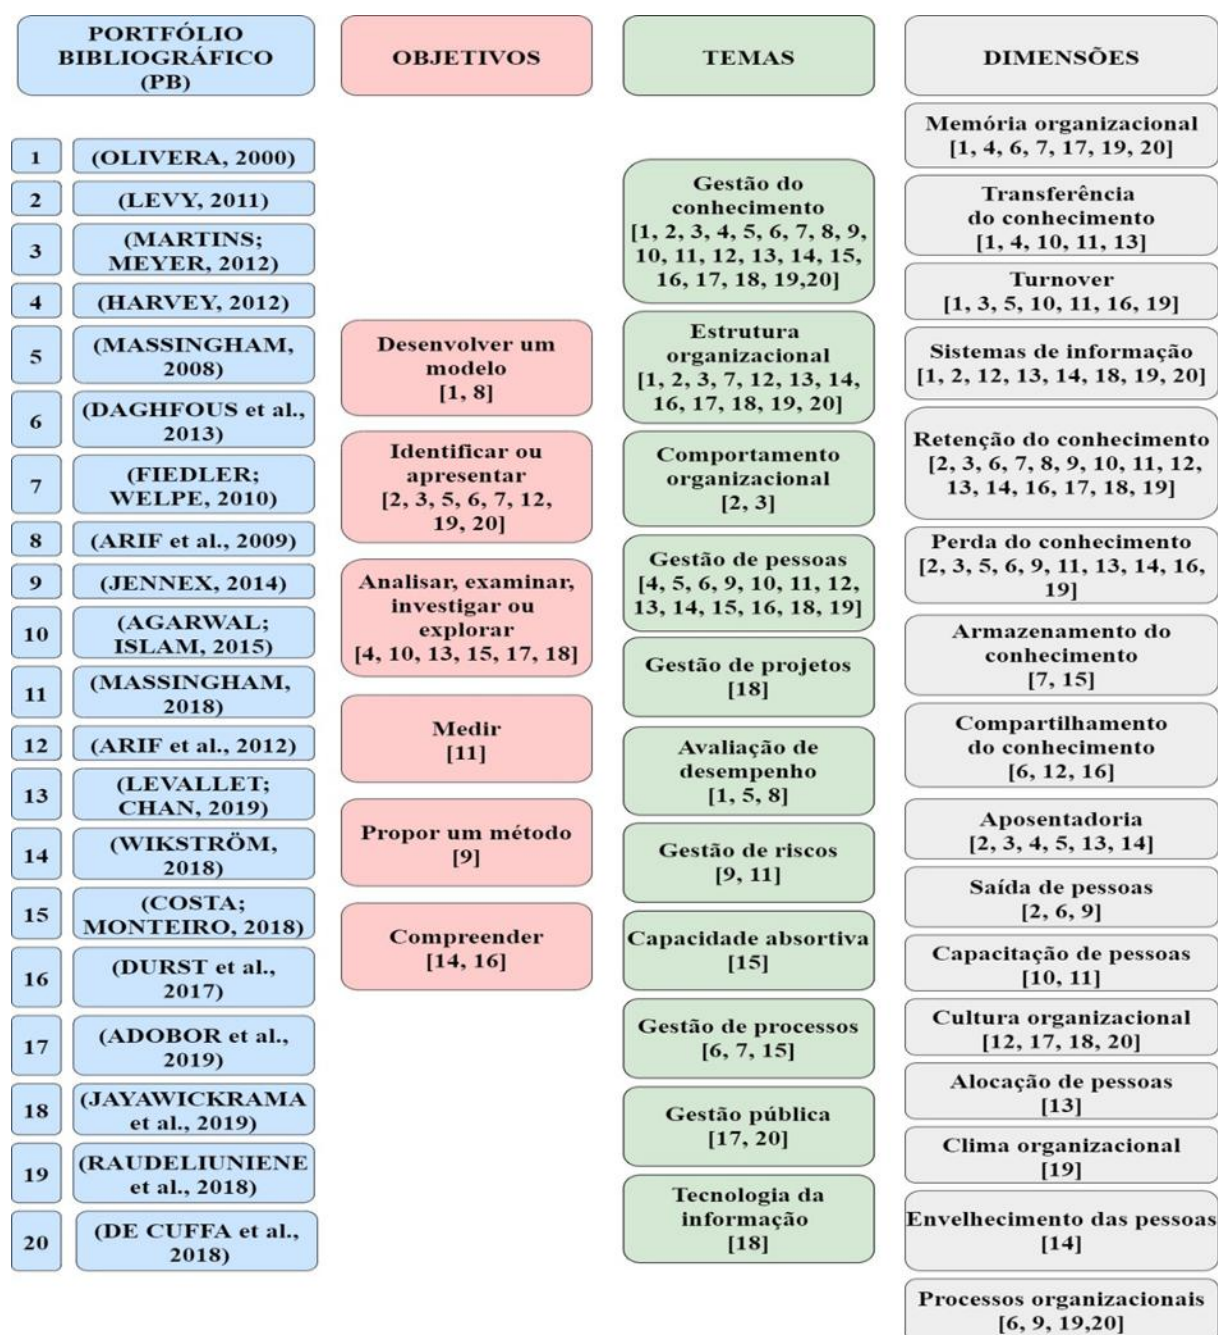 PORTFÓLIO
BIBLIOGRÁFICO
(PB)
1
(OLIVERA, 2000)
2
(LEVY, 2011)
3
(MARTINS;
MEYER, 2012)
4
(HARVEY, 2012)
5
(MASSINGHAM,
2008)
6
(DAGHFOUS et al.,
2013)
7
(FIEDLER;
WELPE, 2010)
8
(ARIF et al., 2009)
9
(JENNEX, 2014)
10
(AGARWAL;
ISLAM, 2015)
11
(MASSINGHAM,
2018)
12
(ARIF et al., 2012)
13
(LEVALLET;
CHAN, 2019)
14
(WIKSTRÖM,
2018)
15
(COSTA;
MONTEIRO, 2018)
16
(DURST et al.,
2017)
17
(ADOBOR et al.,
2019)
18
(JAYAWICKRAMA
et al., 2019)
19
(RAUDELIUNIENE
et al., 2018)
20
(DE CUFFA et al.,
2018)
OBJETIVOS
Desenvolver um
modelo
[1, 8]
Identificar ou
apresentar
[2, 3, 5, 6, 7, 12,
19, 20]
Analisar, examinar,
investigar ou
explorar
[4, 10, 13, 15, 17, 18]
Medir
[11]
Propor um método
[9]
Compreender
[14, 16]
TEMAS
Gestão do
conhecimento
[1, 2, 3, 4, 5, 6, 7, 8, 9,
10, 11, 12, 13, 14, 15,
16, 17, 18, 19,20]
Estrutura
organizacional
[1, 2, 3, 7, 12, 13, 14,
16, 17, 18, 19, 20]
Comportamento
organizacional
[2, 3]
Gestão de pessoas
[4, 5, 6, 9, 10, 11, 12,
13, 14, 15, 16, 18, 19]
Gestão de projetos
[18]
Avaliação de
desempenho
[1, 5, 8]
Gestão de riscos
[9, 11]
Capacidade absortiva
[15]
Gestão de processos
[6, 7, 15]
Gestão pública
[17, 20]
Tecnologia da
informação
[18]
DIMENSÕES
Memória organizacional
[1, 4, 6, 7, 17, 19, 20]
Transferência
do conhecimento
[1, 4, 10, 11, 13]
Turnover
[1, 3, 5, 10, 11, 16, 19]
Sistemas de informação
[1, 2, 12, 13, 14, 18, 19, 20]
Retenção do conhecimento
[2, 3, 6, 7, 8, 9, 10, 11, 12,
13, 14, 16, 17, 18, 19]
Perda do conhecimento
[2, 3, 5, 6, 9, 11, 13, 14, 16,
19]
Armazenamento do
conhecimento
[7, 15]
Compartilhamento
do conhecimento
[6, 12, 16]
Aposentadoria
[2, 3, 4, 5, 13, 14]
Saída de pessoas
[2, 6, 9]
Capacitação de pessoas
[10, 11]
Cultura organizacional
[12, 17, 18, 20]
Alocação de pessoas
[13]
Clima organizacional
[19]
Envelhecimento das pessoas
[14]
Processos organizacionais
[6, 9, 19,20]